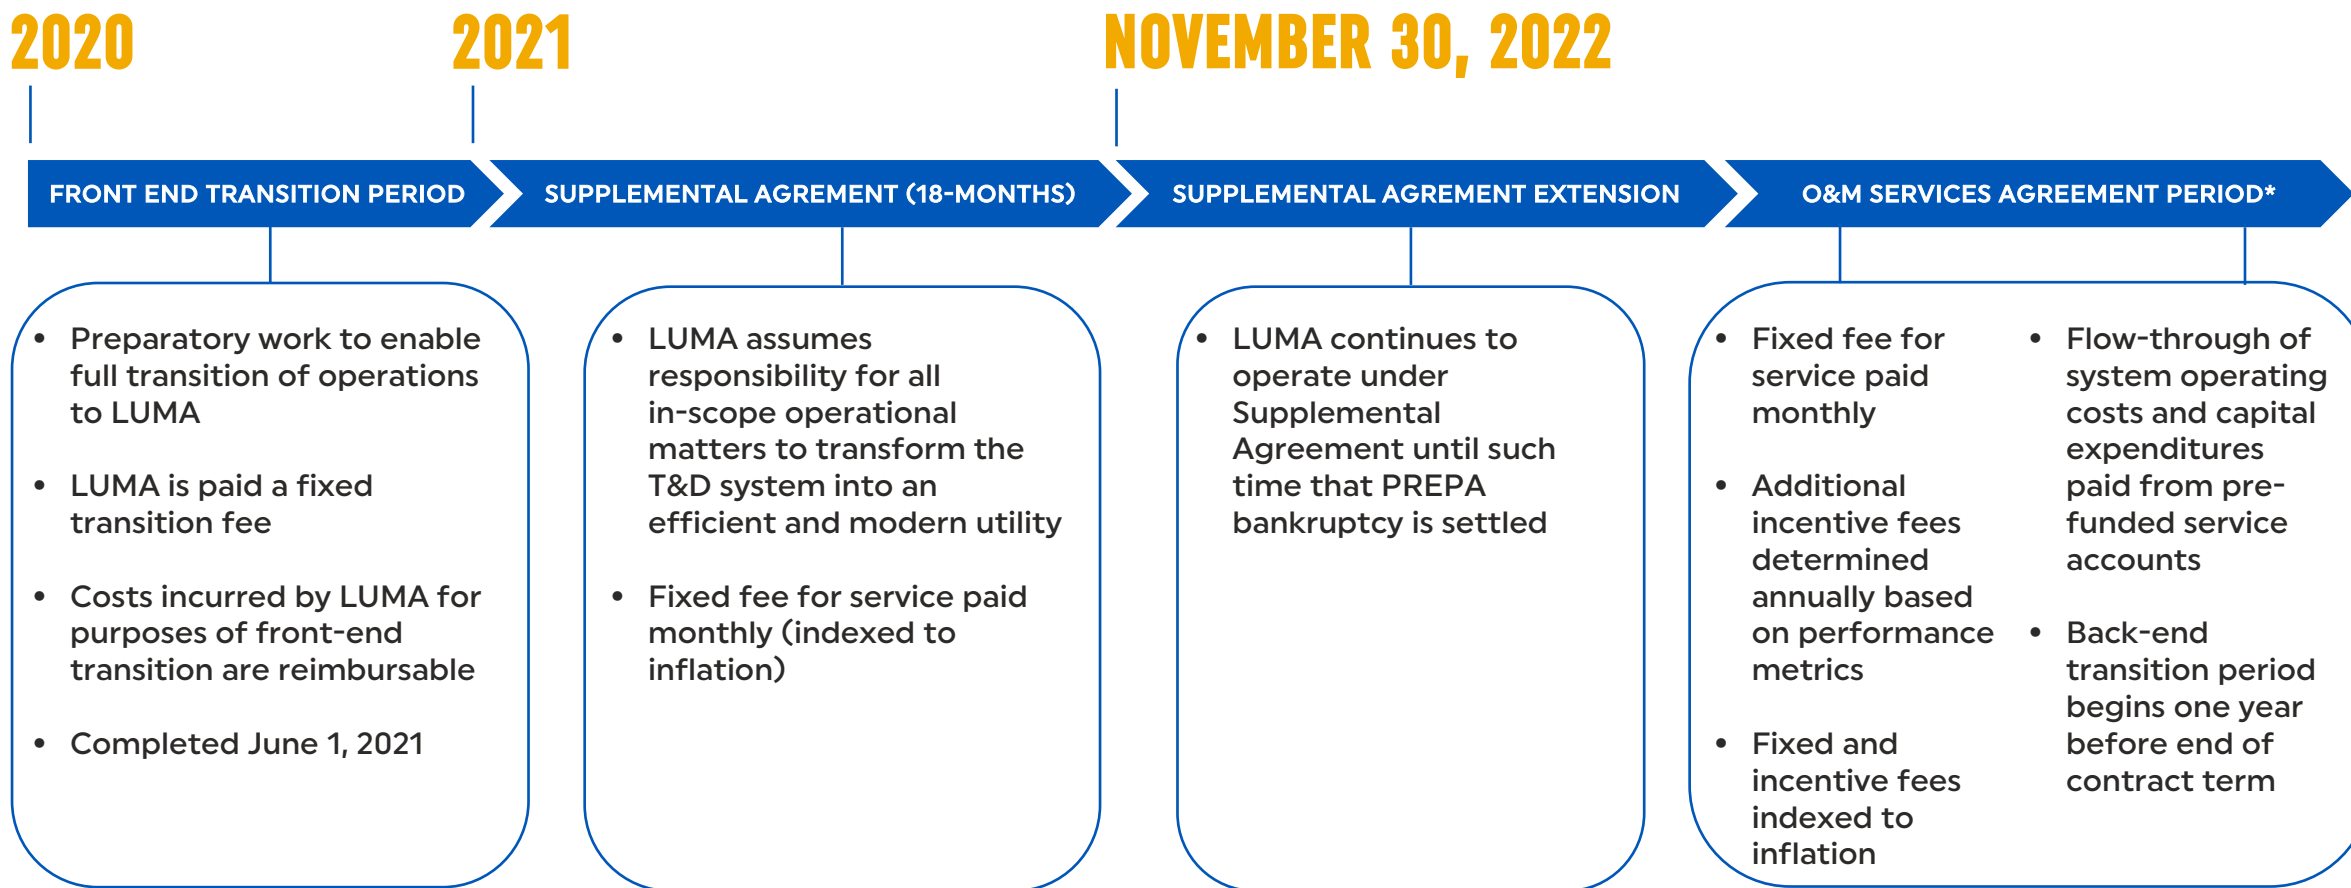 2020
2021
NOVEMBER 30, 2022
FRONT END TRANSITION PERIOD
SUPPLEMENTAL AGREMENT (18-MONTHS)
SUPPLEMENTAL AGREMENT EXTENSION
O&M SERVICES AGREEMENT PERIOD*
• Preparatory work to enable
full transition of operations
to LUMA
• LUMA is paid a fixed
transition fee
• Costs incurred by LUMA for
purposes of front-end
transition are reimbursable
• Completed June 1, 2021
• LUMA assumes
responsibility for all
in-scope operational
matters to transform the
T&D system into an
efficient and modern utility
• Fixed fee for service paid
monthly (indexed to
inflation)
• LUMA continues to
operate under
Supplemental
Agreement until such
time that PREPA
bankruptcy is settled
• Fixed fee for
service paid
monthly
• Additional
incentive fees
determined
annually based
on performance
metrics
• Fixed and
incentive fees
indexed to
inflation
• Flow-through of
system operating
costs and capital
expenditures
paid from pre-
funded service
accounts
• Back-end
transition period
begins one year
before end of
contract term